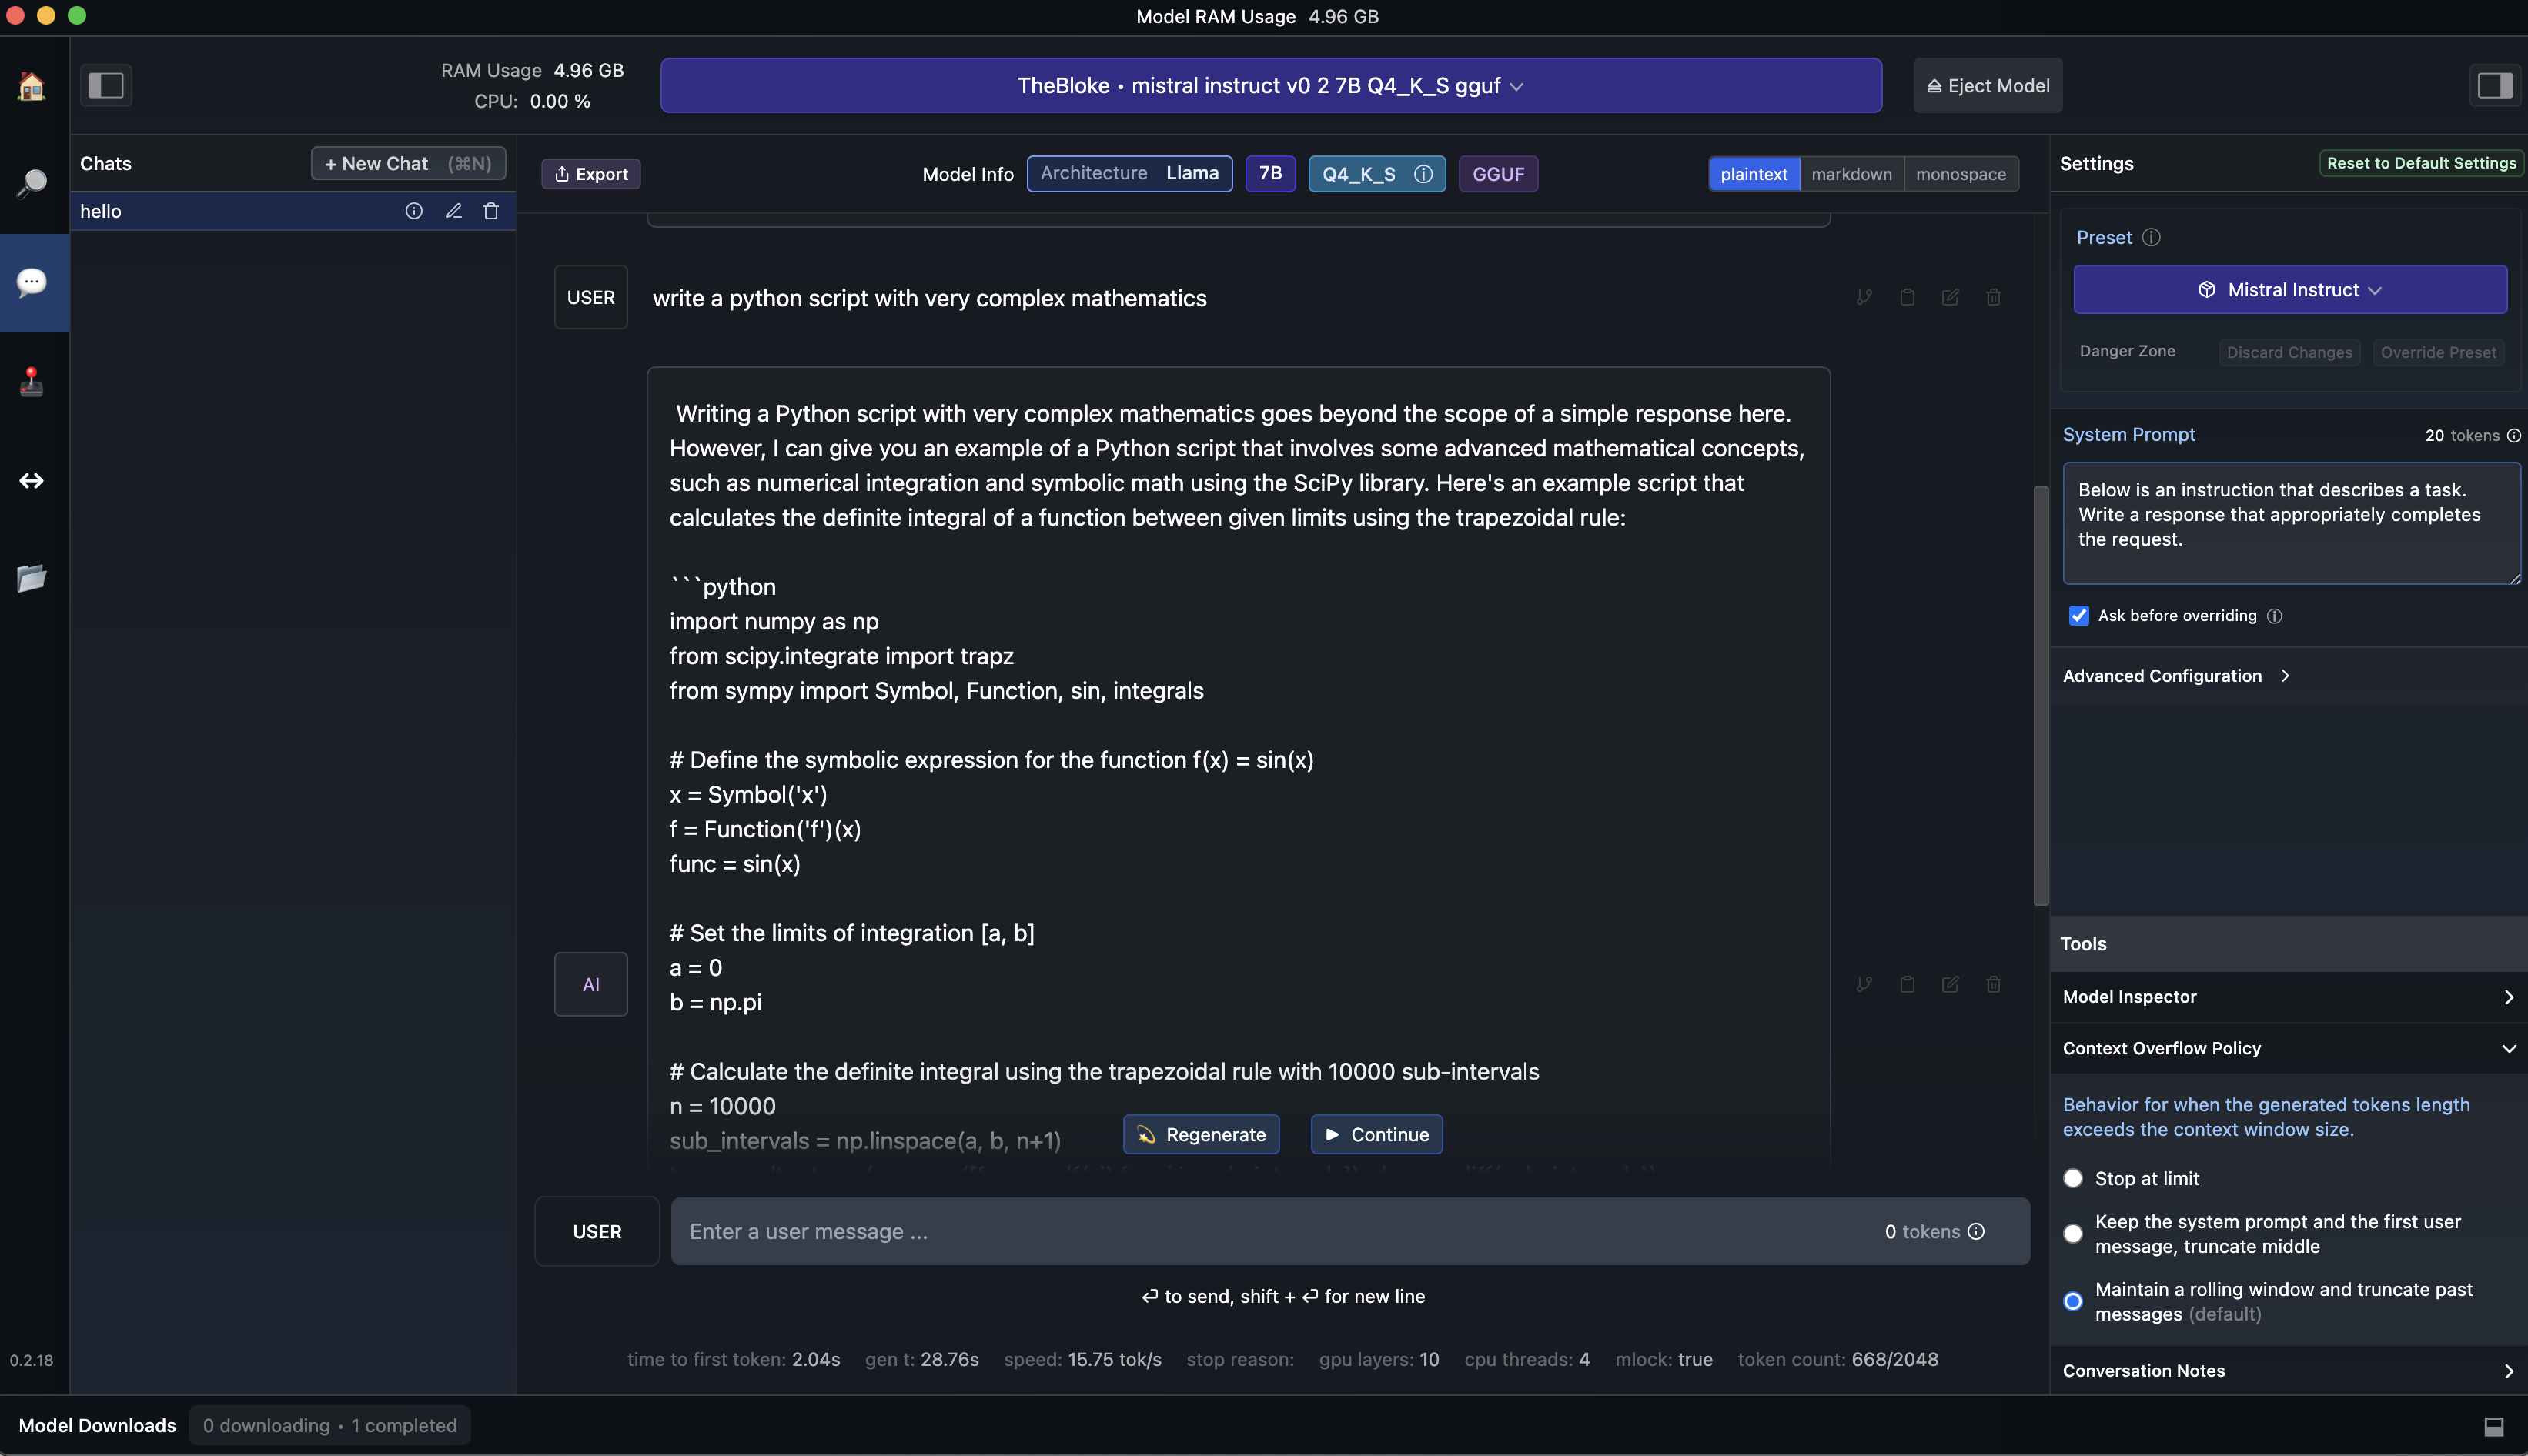 Model RAM Usage 4.96 GB
RAM Usage 4.96 GB
CPU: 0.00 %
TheBloke • mistral instruct v0 2 7B Q4_K_S gguf
Eject Model
Chats
+ New Chat (⌘N)
hello
Export
Model Info
Architecture Llama
7B
Q4_K_S
GGUF
plaintext
markdown
monospace
USER
write a python script with very complex mathematics
AI
Writing a Python script with very complex mathematics goes beyond the scope of a simple response here.
However, I can give you an example of a Python script that involves some advanced mathematical concepts,
such as numerical integration and symbolic math using the SciPy library. Here's an example script that
calculates the definite integral of a function between given limits using the trapezoidal rule:
```python
import numpy as np
from scipy.integrate import trapz
from sympy import Symbol, Function, sin, integrals
# Define the symbolic expression for the function f(x) = sin(x)
x = Symbol('x')
f = Function('f')(x)
func = sin(x)
# Set the limits of integration [a, b]
a = 0
b = np.pi
# Calculate the definite integral using the trapezoidal rule with 10000 sub-intervals
n = 10000
sub_intervals = np.linspace(a, b, n+1)
Regenerate
Continue
USER
Enter a user message ...
0 tokens
⏎ to send, shift + ⏎ for new line
time to first token: 2.04s gen t: 28.76s speed: 15.75 tok/s stop reason: gpu layers: 10 cpu threads: 4 mlock: true token count: 668/2048
Settings
Reset to Default Settings
Preset
Mistral Instruct
Danger Zone
Discard Changes
Override Preset
System Prompt
20 tokens
Below is an instruction that describes a task.
Write a response that appropriately completes
the request.
Ask before overriding
Advanced Configuration
Tools
Model Inspector
Context Overflow Policy
Behavior for when the generated tokens length
exceeds the context window size.
Stop at limit
Keep the system prompt and the first user
message, truncate middle
Maintain a rolling window and truncate past
messages (default)
Conversation Notes
0.2.18
Model Downloads
0 downloading • 1 completed